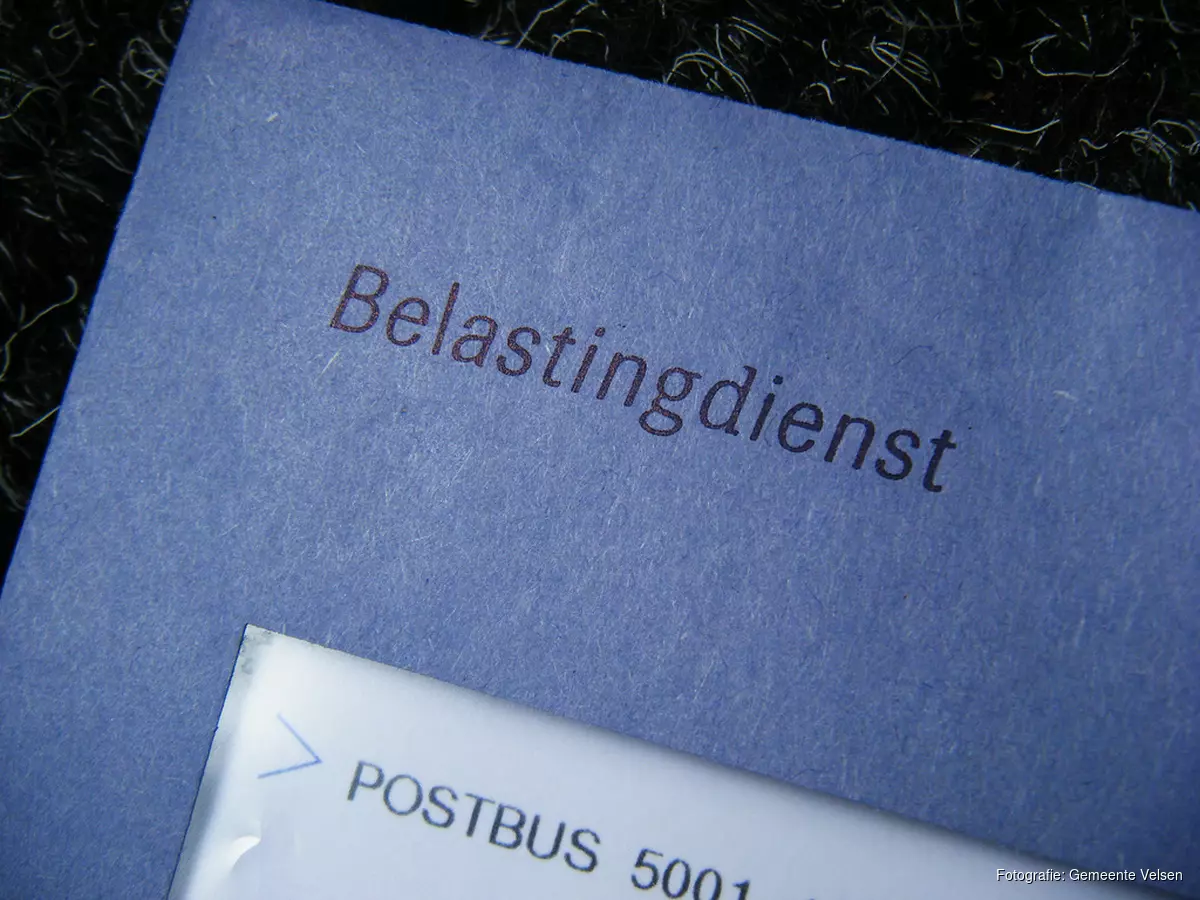 Belastingdienst
> POSTBUS 5001
Fotografie: Gemeente Velsen